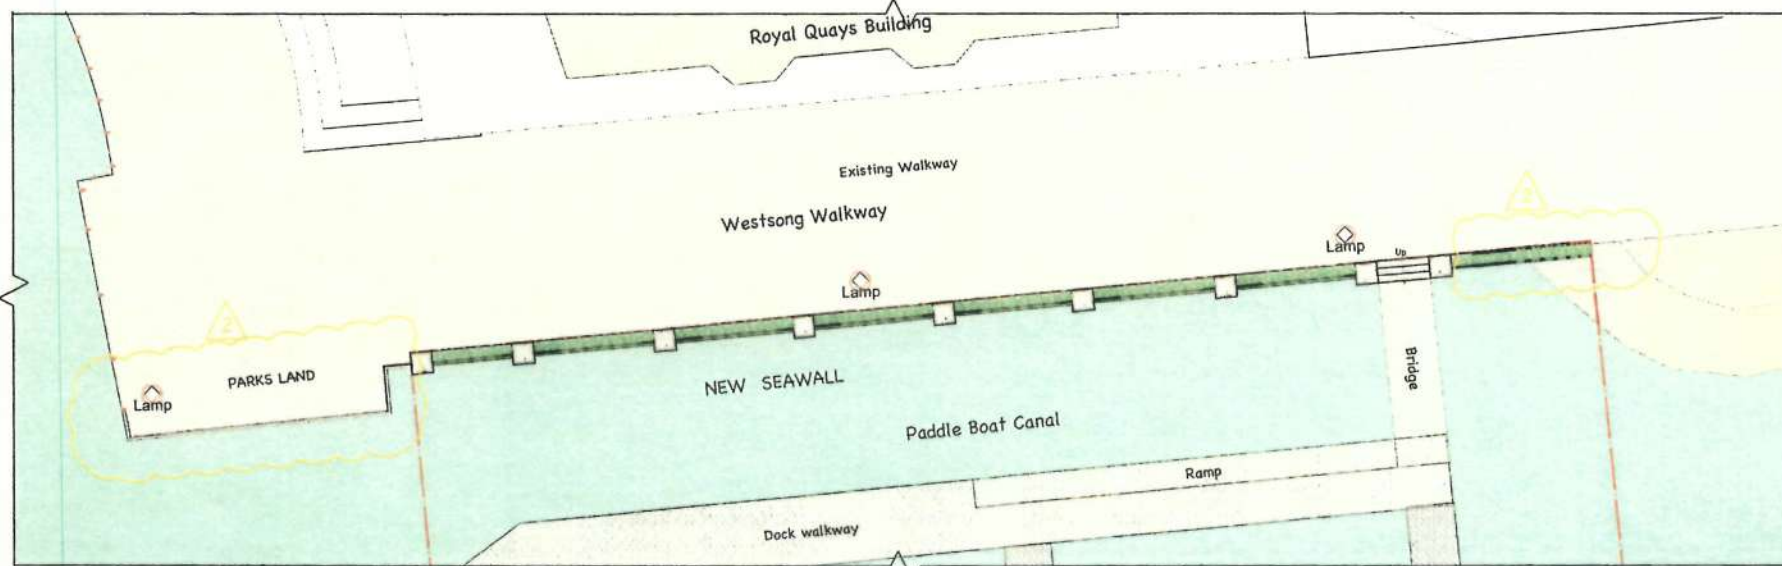 Royal Quays Building
Existing Walkway
Westsong Walkway
Lamp
Up
Lamp
2
PARKS LAND
Lamp
NEW SEAWALL
Bridge
Paddle Boat Canal
Ramp
Dock walkway